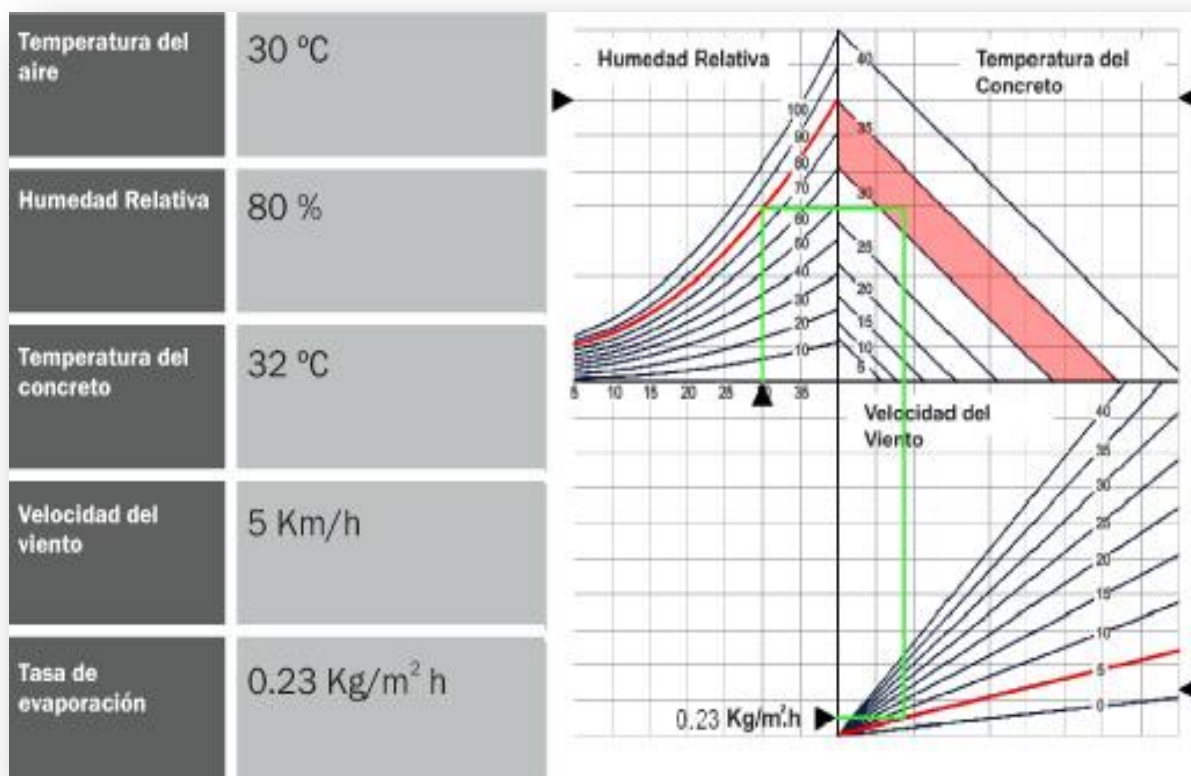 Temperatura del
aire
30 ºC
Humedad Relativa
80 %
Temperatura del
concreto
32 ºC
Velocidad del
viento
5 Km/h
Tasa de
evaporación
0.23 Kg/m² h
Humedad Relativa
Temperatura del
Concreto
100
90
80
70
60
50
40
30
20
10
40
35
30
25
20
15
10
5
5 10 15 20 25 35
Velocidad del
Viento
40
35
30
25
20
15
10
5
0
0.23 Kg/m².h